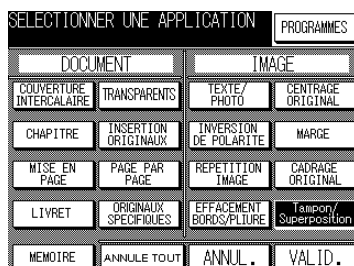 SELECTIONNER UNE APPLICATION
PROGRAMMES
DOCUMENT
IMAGE
COUVERTURE
INTERCALAIRE
TRANSPARENTS
TEXTE/
PHOTO
CENTRAGE
ORIGINAL
CHAPITRE
INSERTION
ORIGINAUX
INVERSION
DE POLARITE
MARGE
MISE EN
PAGE
PAGE PAR
PAGE
REPETITION
IMAGE
CADRAGE
ORIGINAL
LIVRET
ORIGINAUX
SPECIFIQUES
EFFACEMENT
BORDS/PLIURE
Tampon/
Superposition
MEMOIRE
ANNULE TOUT
ANNUL.
VALID.